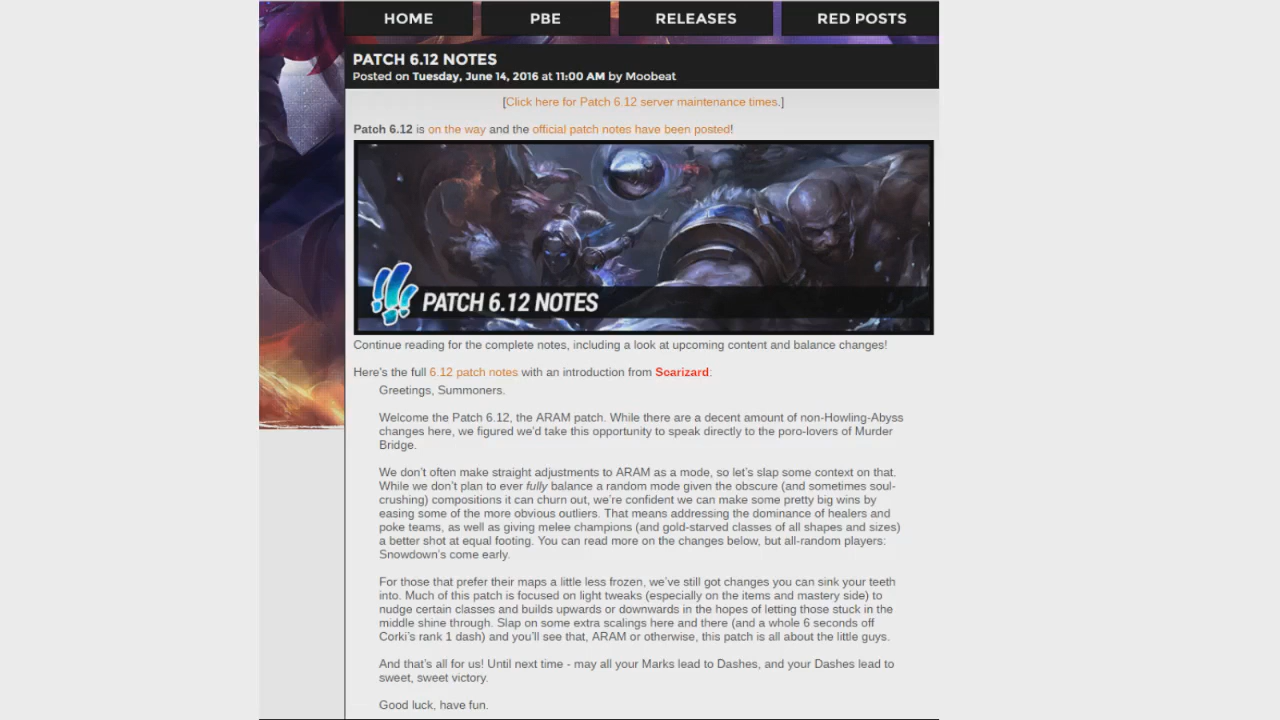 HOME PBE RELEASES RED POSTS
PATCH 6.12 NOTES
Posted on Tuesday, June 14, 2016 at 11:00 AM by Moobeat
[Click here for Patch 6.12 server maintenance times.]
Patch 6.12 is on the way and the official patch notes have been posted!
PATCH 6.12 NOTES
Continue reading for the complete notes, including a look at upcoming content and balance changes!
Here's the full 6.12 patch notes with an introduction from Scarizard:
Greetings, Summoners.
Welcome the Patch 6.12, the ARAM patch. While there are a decent amount of non-Howling-Abyss
changes here, we figured we'd take this opportunity to speak directly to the poro-lovers of Murder
Bridge.
We don't often make straight adjustments to ARAM as a mode, so let's slap some context on that.
While we don't plan to ever fully balance a random mode given the obscure (and sometimes soul-
crushing) compositions it can churn out, we're confident we can make some pretty big wins by
easing some of the more obvious outliers. That means addressing the dominance of healers and
poke teams, as well as giving melee champions (and gold-starved classes of all shapes and sizes)
a better shot at equal footing. You can read more on the changes below, but all-random players:
Snowdown's come early.
For those that prefer their maps a little less frozen, we've still got changes you can sink your teeth
into. Much of this patch is focused on light tweaks (especially on the items and mastery side) to
nudge certain classes and builds upwards or downwards in the hopes of letting those stuck in the
middle shine through. Slap on some extra scalings here and there (and a whole 6 seconds off
Corki's rank 1 dash) and you'll see that, ARAM or otherwise, this patch is all about the little guys.
And that's all for us! Until next time - may all your Marks lead to Dashes, and your Dashes lead to
sweet, sweet victory.
Good luck, have fun.